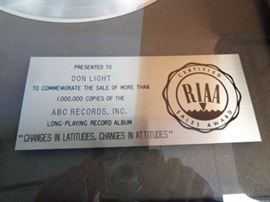 PRESENTED TO
DON LIGHT
TO COMMEMORATE THE SALE OF MORE THAN
1,000,000 COPIES OF THE
ABC RECORDS, INC.
LONG-PLAYING RECORD ALBUM
"CHANGES IN LATITUDES, CHANGES IN ATTITUDES"
CERTIFIED
RIAA
SALES AWARD